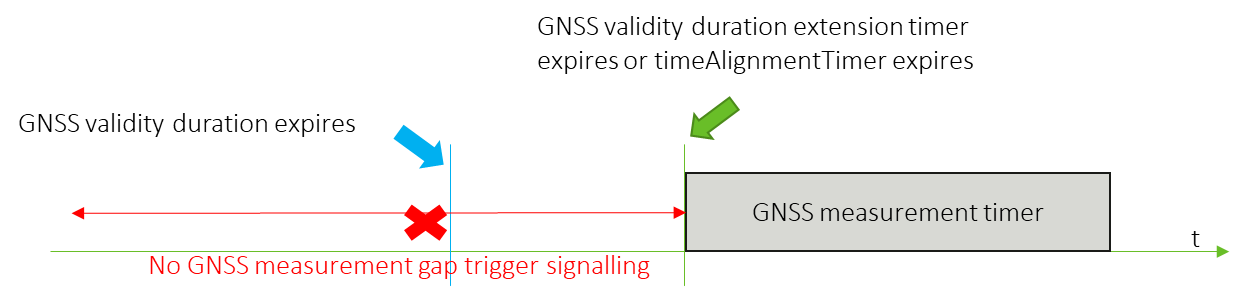 GNSS validity duration extension timer
expires or timeAlignmentTimer expires
GNSS validity duration expires
GNSS measurement timer
t
No GNSS measurement gap trigger signalling